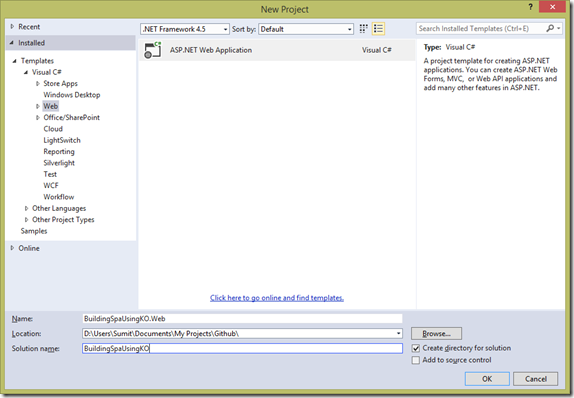 New Project
Recent
.NET Framework 4.5
Sort by:
Default
Search Installed Templates (Ctrl+E)
Installed
Templates
Visual C#
Store Apps
Windows Desktop
Web
Office/SharePoint
Cloud
LightSwitch
Reporting
Silverlight
Test
WCF
Workflow
Other Languages
Other Project Types
Samples
Online
ASP.NET Web Application
Visual C#
Type: Visual C#
A project template for creating ASP.NET
applications. You can create ASP.NET Web
Forms, MVC, or Web API applications and
add many other features in ASP.NET.
Click here to go online and find templates.
Name:
BuildingSpaUsingKO.Web
Location:
D:\Users\Sumit\Documents\My Projects\Github\
Browse...
Solution name:
BuildingSpaUsingKO
Create directory for solution
Add to source control
OK
Cancel